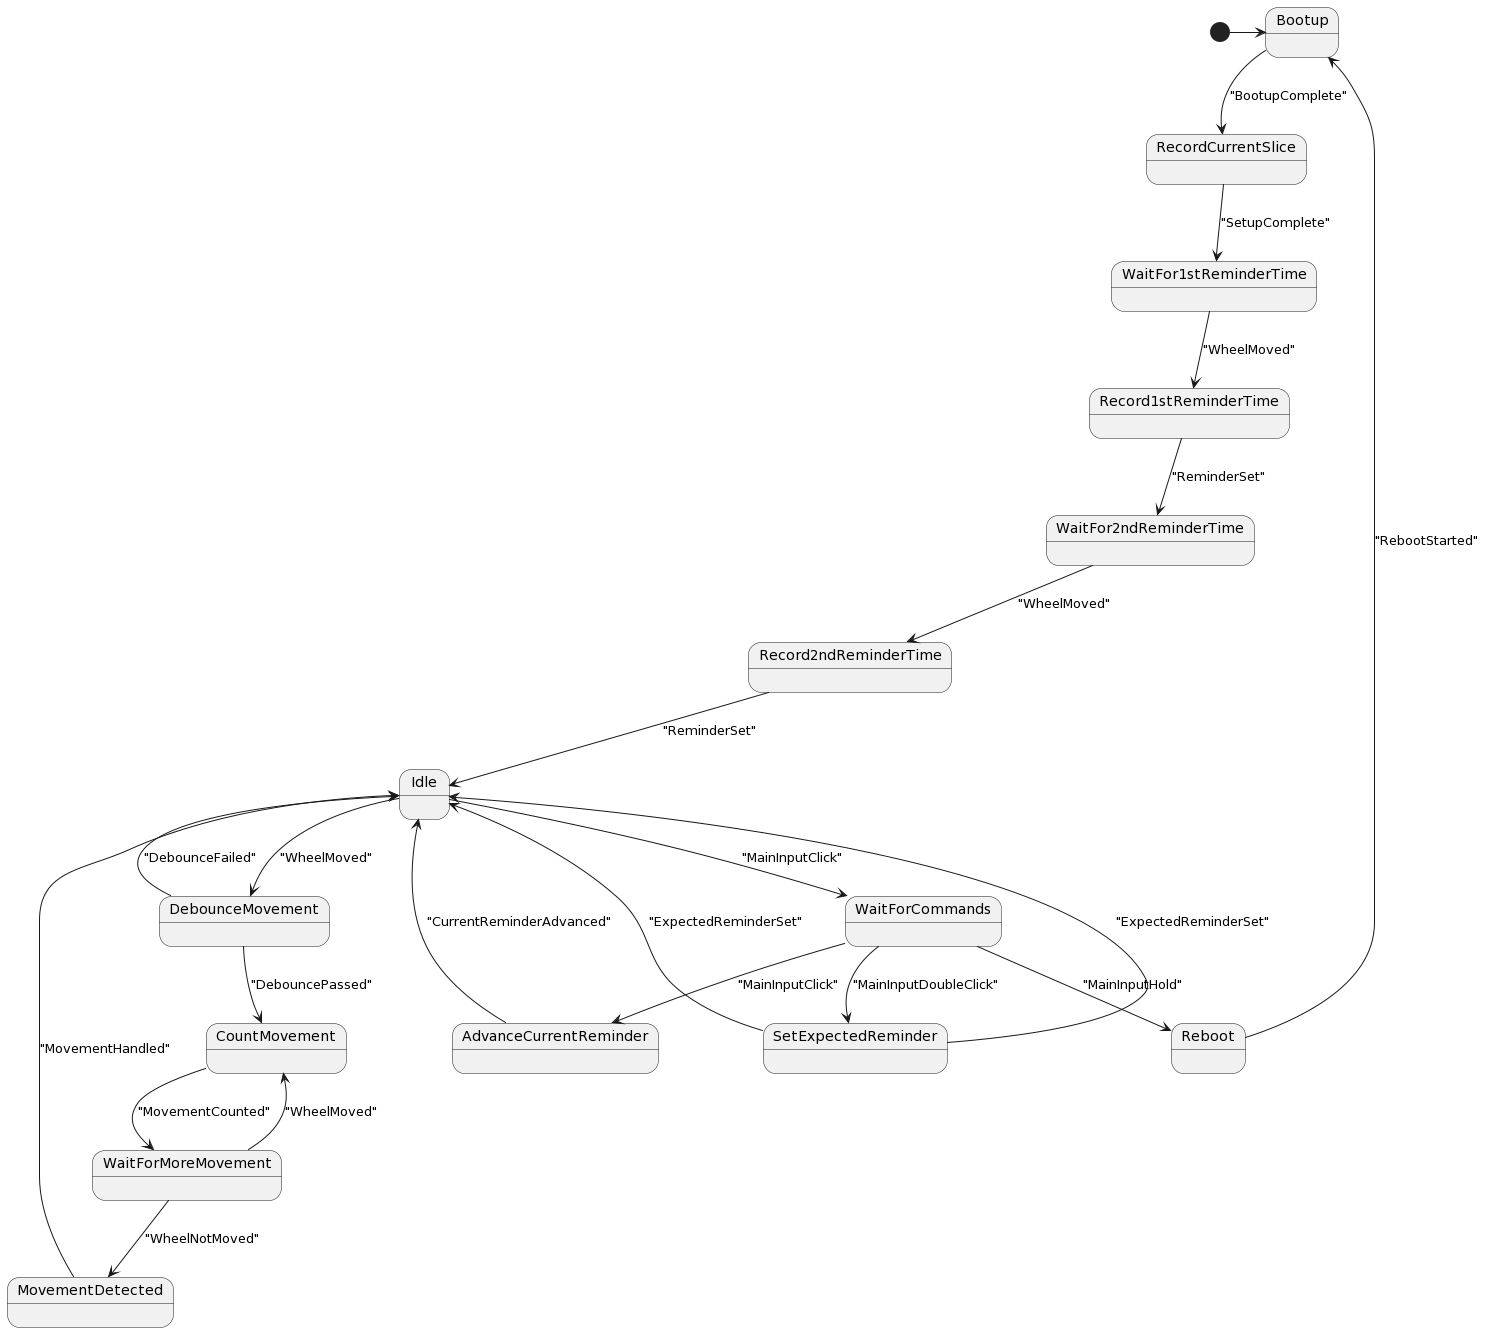 Bootup
"BootupComplete"
RecordCurrentSlice
"SetupComplete"
WaitFor1stReminderTime
"WheelMoved"
Record1stReminderTime
"ReminderSet"
WaitFor2ndReminderTime
"RebootStarted"
"WheelMoved"
Record2ndReminderTime
"ReminderSet"
Idle
"DebounceFailed"
"WheelMoved"
"MainInputClick"
DebounceMovement
WaitForCommands
"CurrentReminderAdvanced"
"ExpectedReminderSet"
"ExpectedReminderSet"
"DebouncePassed"
"MainInputClick"
"MainInputDoubleClick"
"MainInputHold"
CountMovement
AdvanceCurrentReminder
SetExpectedReminder
Reboot
"MovementHandled"
"MovementCounted"
"WheelMoved"
WaitForMoreMovement
"WheelNotMoved"
MovementDetected